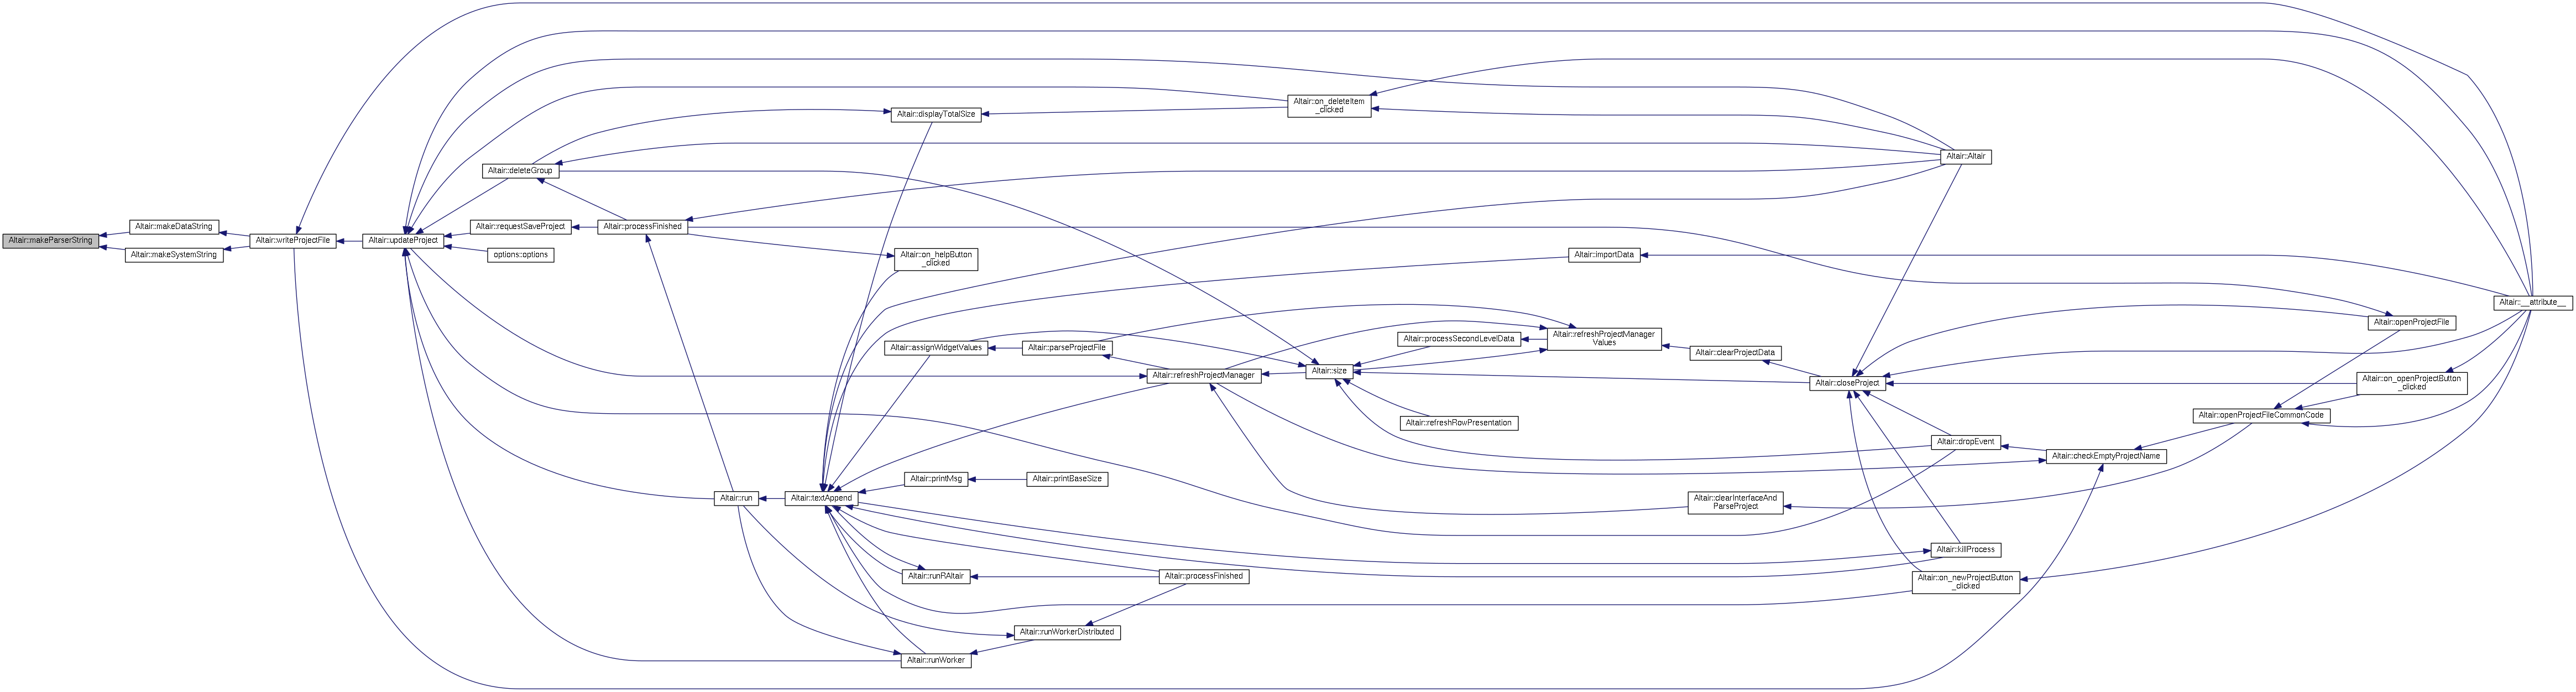 Altair::makeParserString
Altair::makeDataString
Altair::makeSystemString
Altair::writeProjectFile
Altair::updateProject
Altair::deleteGroup
Altair::requestSaveProject
options::options
Altair::processFinished
Altair::run
Altair::displayTotalSize
Altair::on_helpButton
_clicked
Altair::assignWidgetValues
Altair::textAppend
Altair::printMsg
Altair::runRAltair
Altair::runWorker
Altair::parseProjectFile
Altair::printBaseSize
Altair::runWorkerDistributed
Altair::refreshProjectManager
Altair::processFinished
Altair::on_deleteItem
_clicked
Altair::size
Altair::processSecondLevelData
Altair::refreshRowPresentation
Altair::importData
Altair::refreshProjectManager
Values
Altair::clearProjectData
Altair::clearInterfaceAnd
ParseProject
Altair::closeProject
Altair::Altair
Altair::dropEvent
Altair::killProcess
Altair::on_newProjectButton
_clicked
Altair::checkEmptyProjectName
Altair::openProjectFileCommonCode
Altair::openProjectFile
Altair::on_openProjectButton
_clicked
Altair::__attribute__